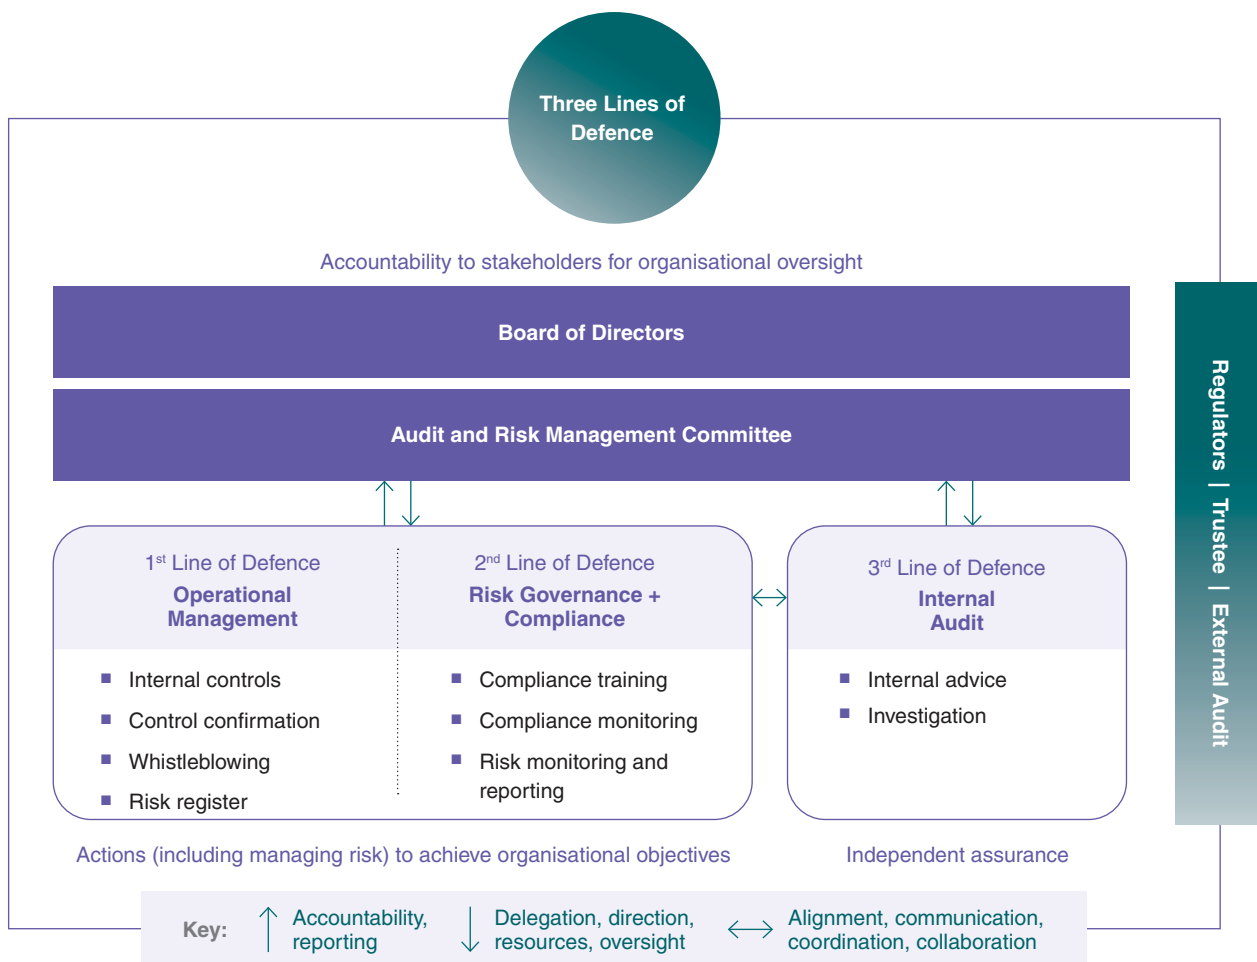 Three Lines of
Defence
Accountability to stakeholders for organisational oversight
Board of Directors
Audit and Risk Management Committee
1st Line of Defence
Operational
Management
Internal controls
Control confirmation
Whistleblowing
Risk register
2nd Line of Defence
Risk Governance +
Compliance
Compliance training
Compliance monitoring
Risk monitoring and
reporting
3rd Line of Defence
Internal
Audit
Internal advice
Investigation
Actions (including managing risk) to achieve organisational objectives
Independent assurance
Regulators | Trustee | External Audit
Key:
Accountability,
reporting
Delegation, direction,
resources, oversight
Alignment, communication,
coordination, collaboration